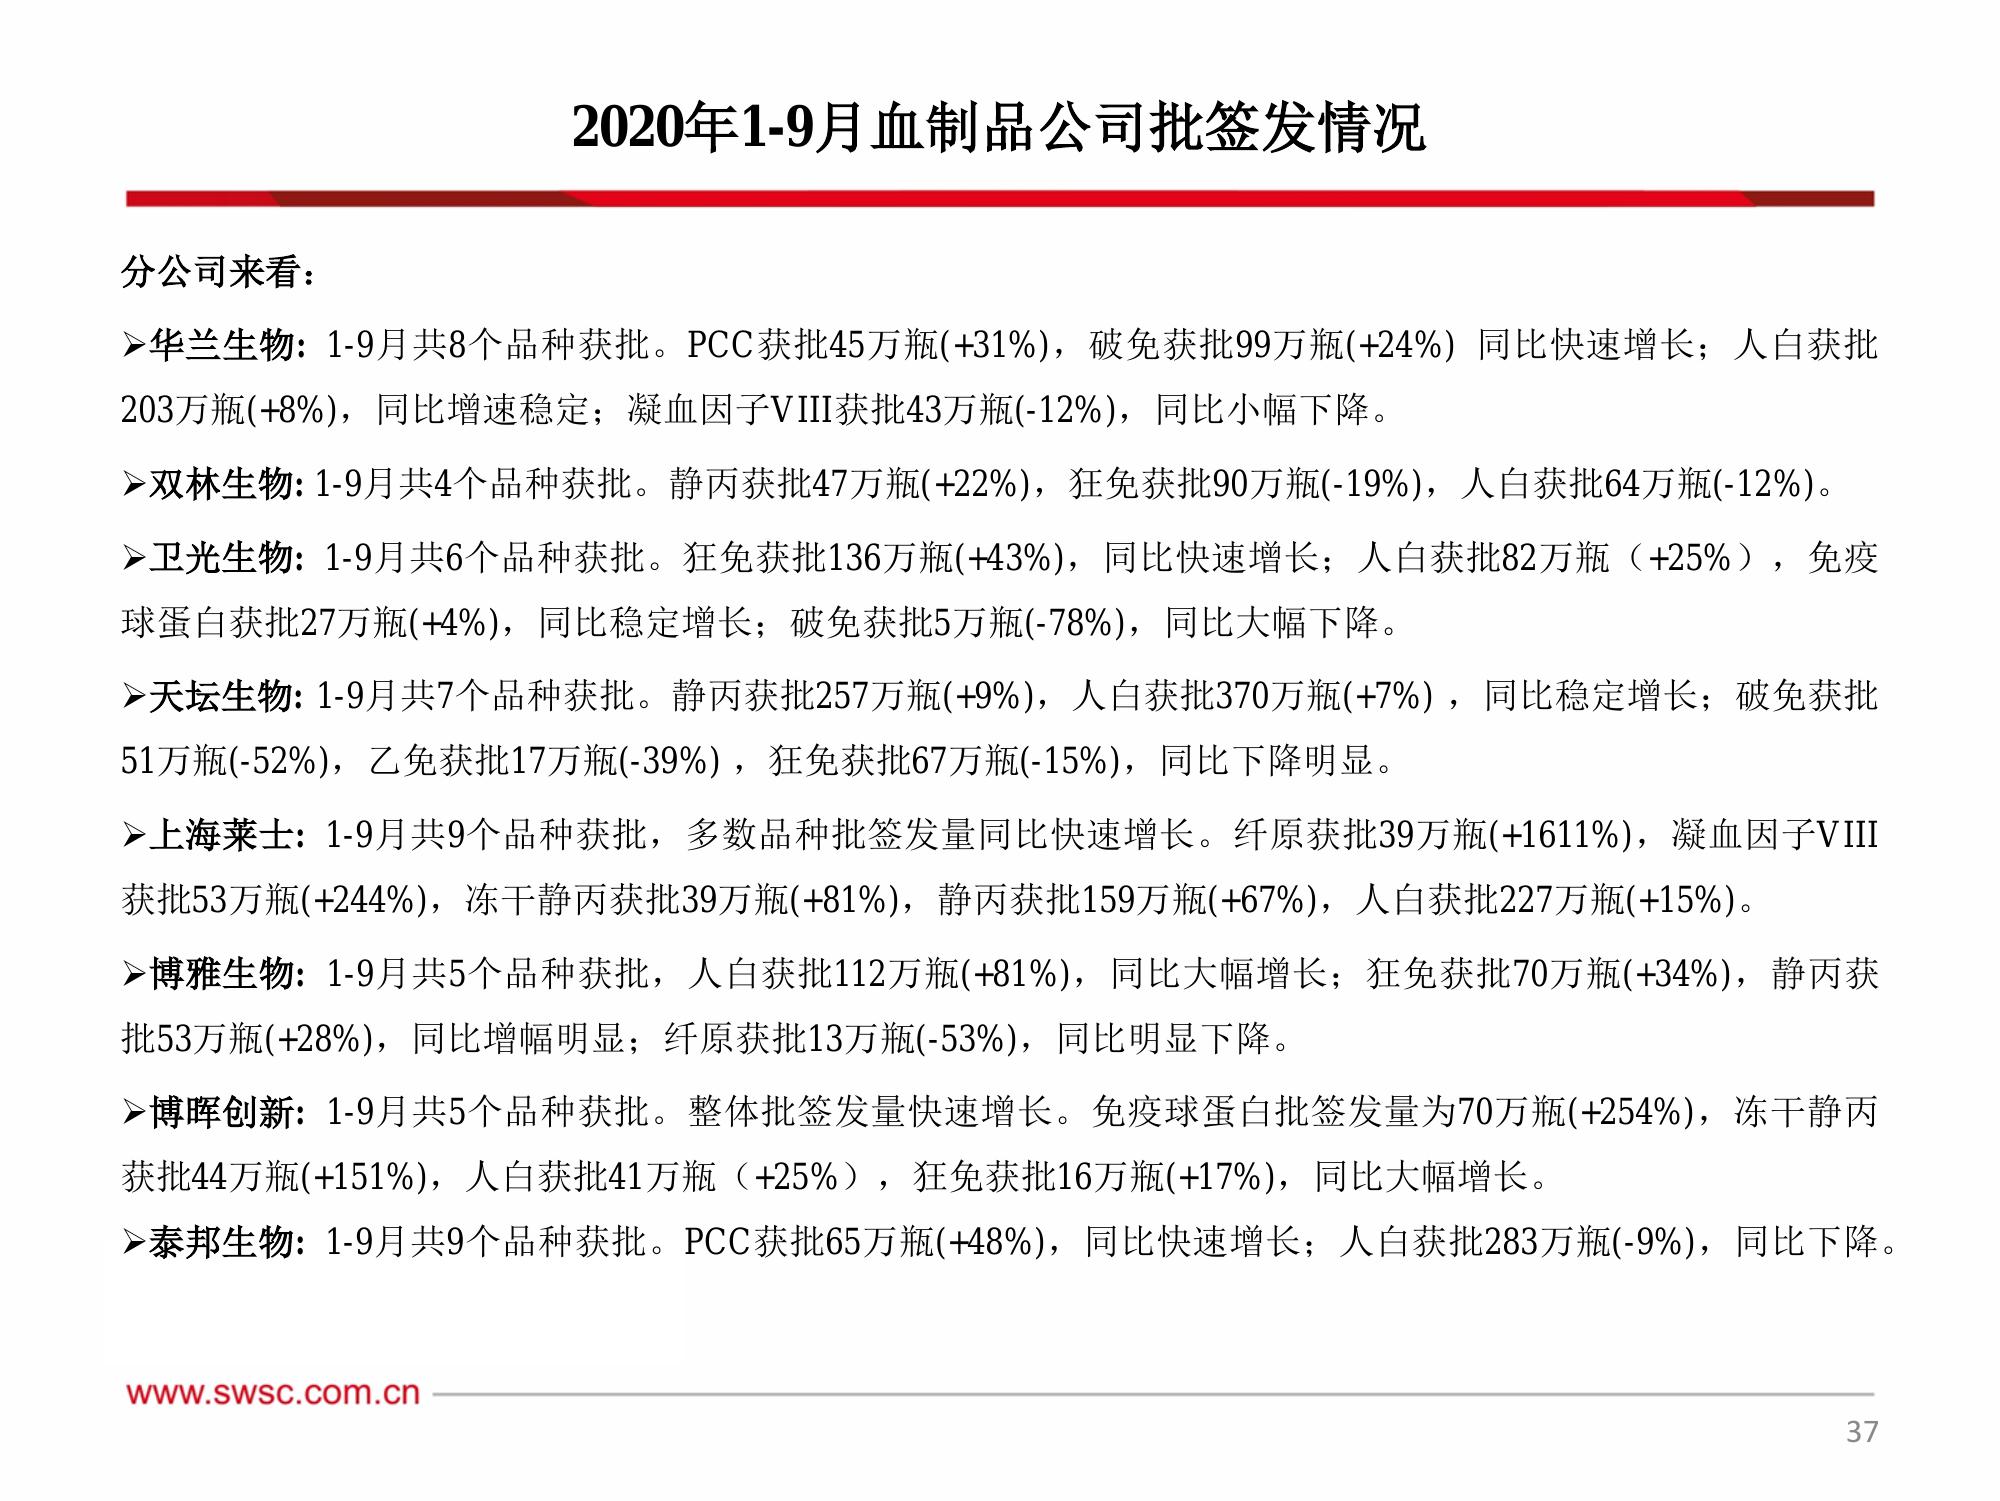 2020年1-9月血制品公司批签发情况
分公司来看：
➢华兰生物：1-9月共8个品种获批。PCC获批45万瓶(+31%)，破免获批99万瓶(+24%) 同比快速增长；人白获批
203万瓶(+8%)，同比增速稳定；凝血因子VIII获批43万瓶(-12%)，同比小幅下降。
➢双林生物：1-9月共4个品种获批。静丙获批47万瓶(+22%)，狂免获批90万瓶(-19%)，人白获批64万瓶(-12%)。
➢卫光生物：1-9月共6个品种获批。狂免获批136万瓶(+43%)，同比快速增长；人白获批82万瓶（+25%），免疫
球蛋白获批27万瓶(+4%)，同比稳定增长；破免获批5万瓶(-78%)，同比大幅下降。
➢天坛生物：1-9月共7个品种获批。静丙获批257万瓶(+9%)，人白获批370万瓶(+7%) ，同比稳定增长；破免获批
51万瓶(-52%)，乙免获批17万瓶(-39%) ，狂免获批67万瓶(-15%)，同比下降明显。
➢上海莱士：1-9月共9个品种获批，多数品种批签发量同比快速增长。纤原获批39万瓶(+1611%)，凝血因子VIII
获批53万瓶(+244%)，冻干静丙获批39万瓶(+81%)，静丙获批159万瓶(+67%)，人白获批227万瓶(+15%)。
➢博雅生物：1-9月共5个品种获批，人白获批112万瓶(+81%)，同比大幅增长；狂免获批70万瓶(+34%)，静丙获
批53万瓶(+28%)，同比增幅明显；纤原获批13万瓶(-53%)，同比明显下降。
➢博晖创新：1-9月共5个品种获批。整体批签发量快速增长。免疫球蛋白批签发量为70万瓶(+254%)，冻干静丙
获批44万瓶(+151%)，人白获批41万瓶（+25%），狂免获批16万瓶(+17%)，同比大幅增长。
➢泰邦生物：1-9月共9个品种获批。PCC获批65万瓶(+48%)，同比快速增长；人白获批283万瓶(-9%)，同比下降。
www.swsc.com.cn
37